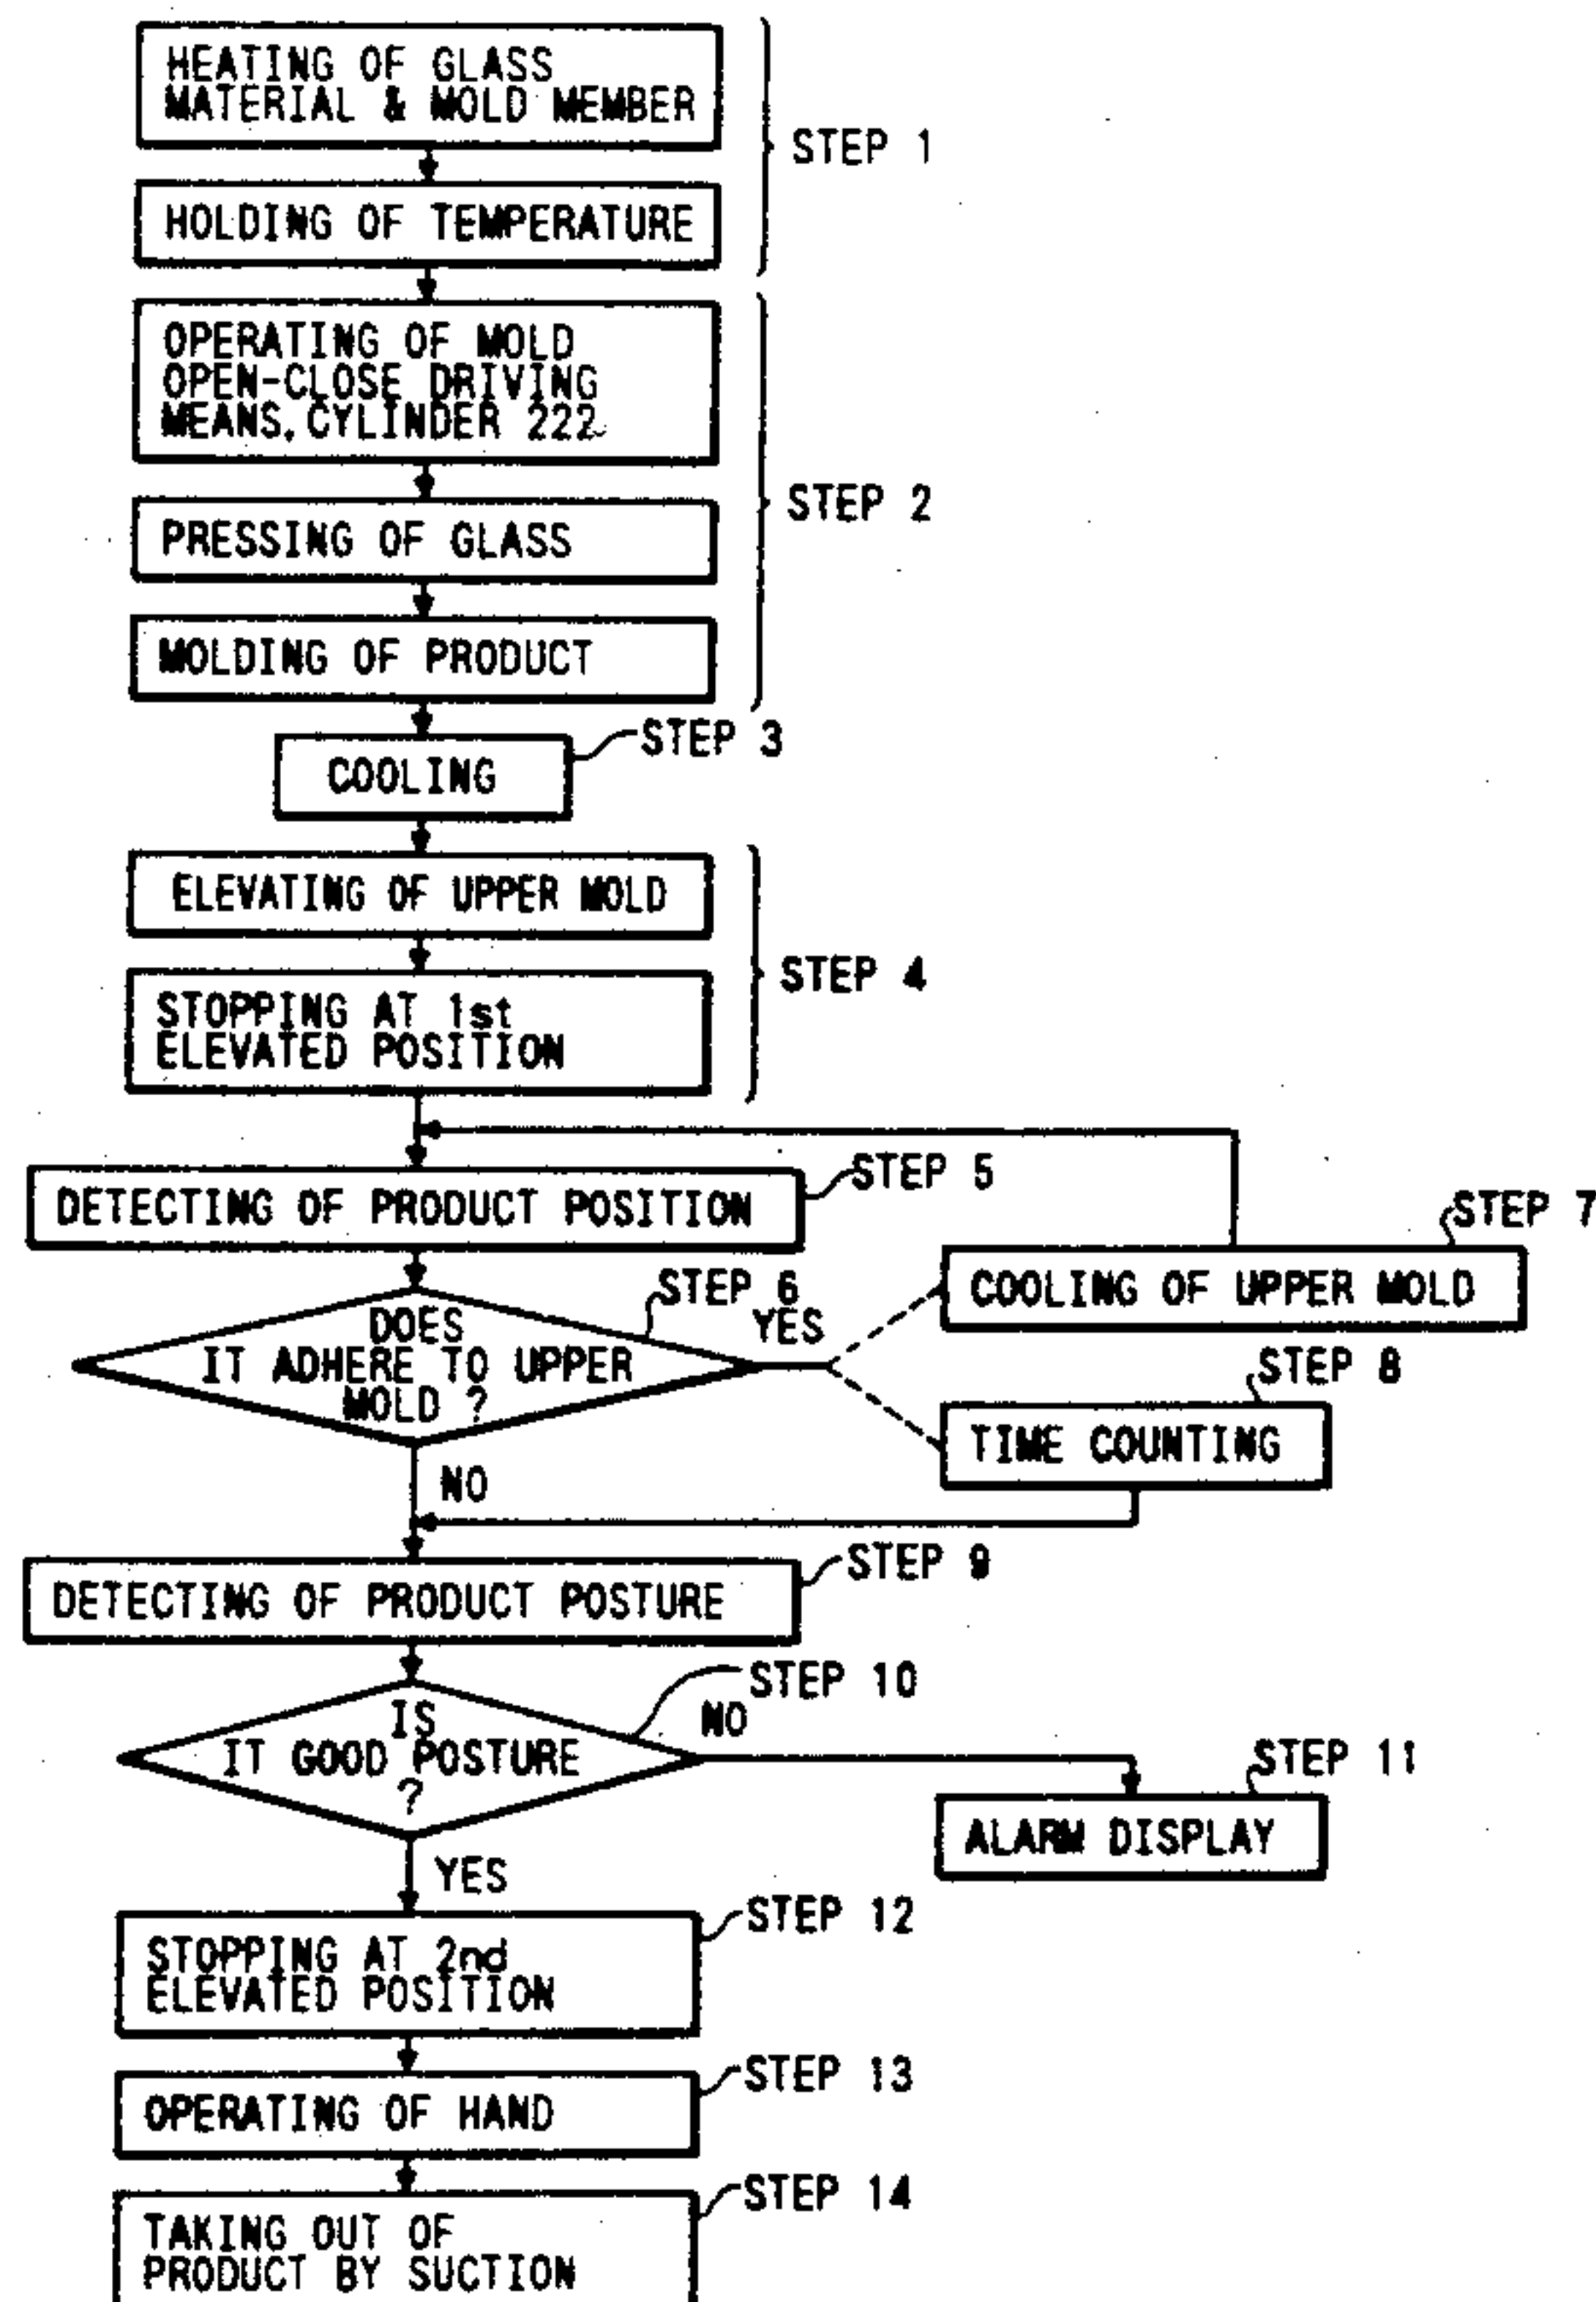 HEATING OF GLASS
MATERIAL & MOLD MEMBER
STEP 1
HOLDING OF TEMPERATURE
OPERATING OF MOLD
OPEN-CLOSE DRIVING
MEANS, CYLINDER 222
STEP 2
PRESSING OF GLASS
MOLDING OF PRODUCT
STEP 3
COOLING
ELEVATING OF UPPER MOLD
STEP 4
STOPPING AT 1st
ELEVATED POSITION
STEP 5
DETECTING OF PRODUCT POSITION
STEP 7
COOLING OF UPPER MOLD
STEP 6
DOES
IT ADHERE TO UPPER
MOLD ?
YES
STEP 8
TIME COUNTING
NO
STEP 9
DETECTING OF PRODUCT POSTURE
STEP 10
IS
IT GOOD POSTURE
?
NO
STEP 11
ALARM DISPLAY
YES
STEP 12
STOPPING AT 2nd
ELEVATED POSITION
STEP 13
OPERATING OF HAND
STEP 14
TAKING OUT OF
PRODUCT BY SUCTION